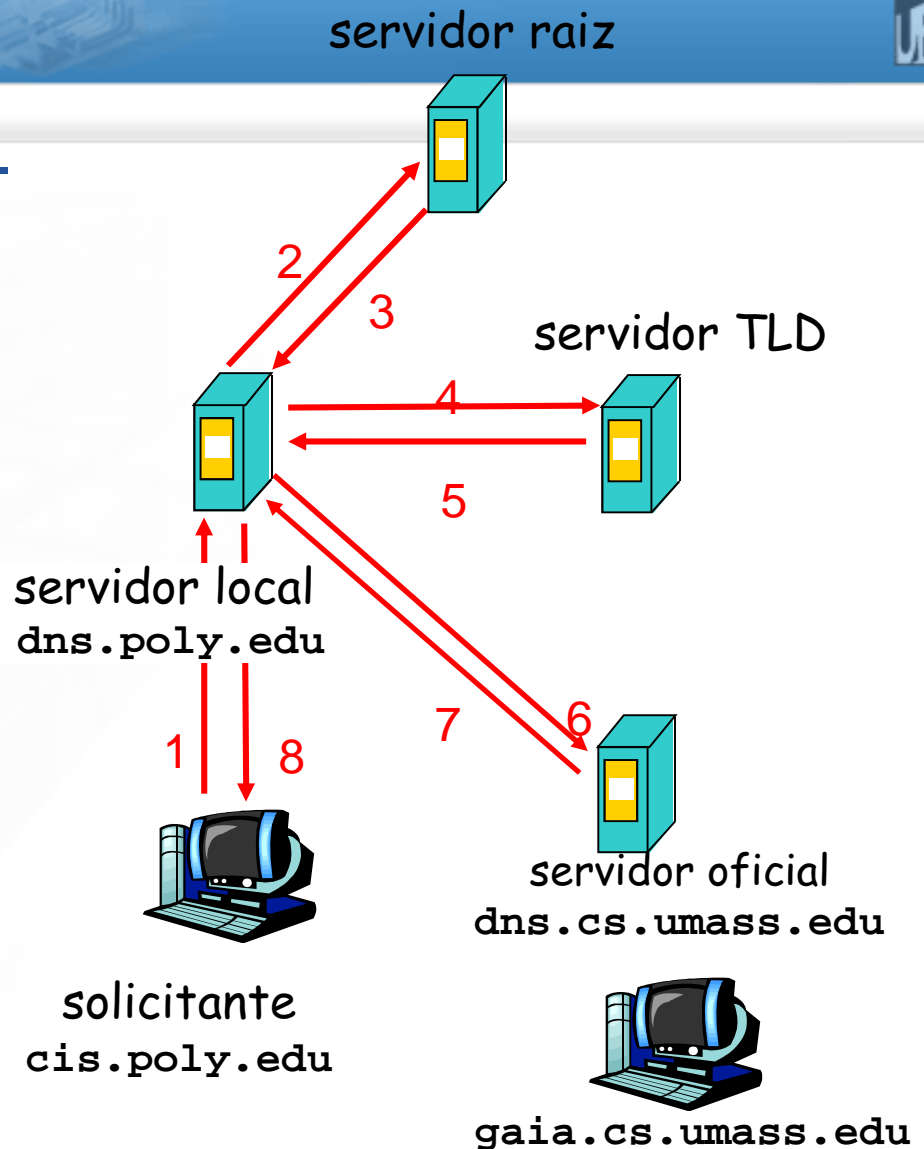 servidor raiz
2
3
servidor TLD
4
5
servidor local
dns.poly.edu
7
6
1
8
servidor oficial
dns.cs.umass.edu
solicitante
cis.poly.edu
gaia.cs.umass.edu